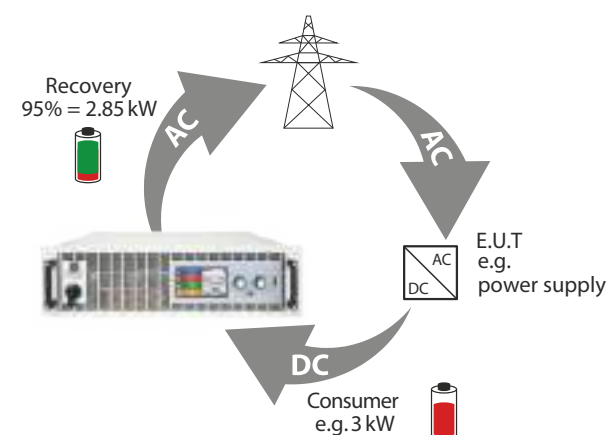 Recovery
95% = 2.85 kW
AC
AC
E.U.T
e.g.
power supply
AC
DC
DC
Consumer
e.g. 3 kW